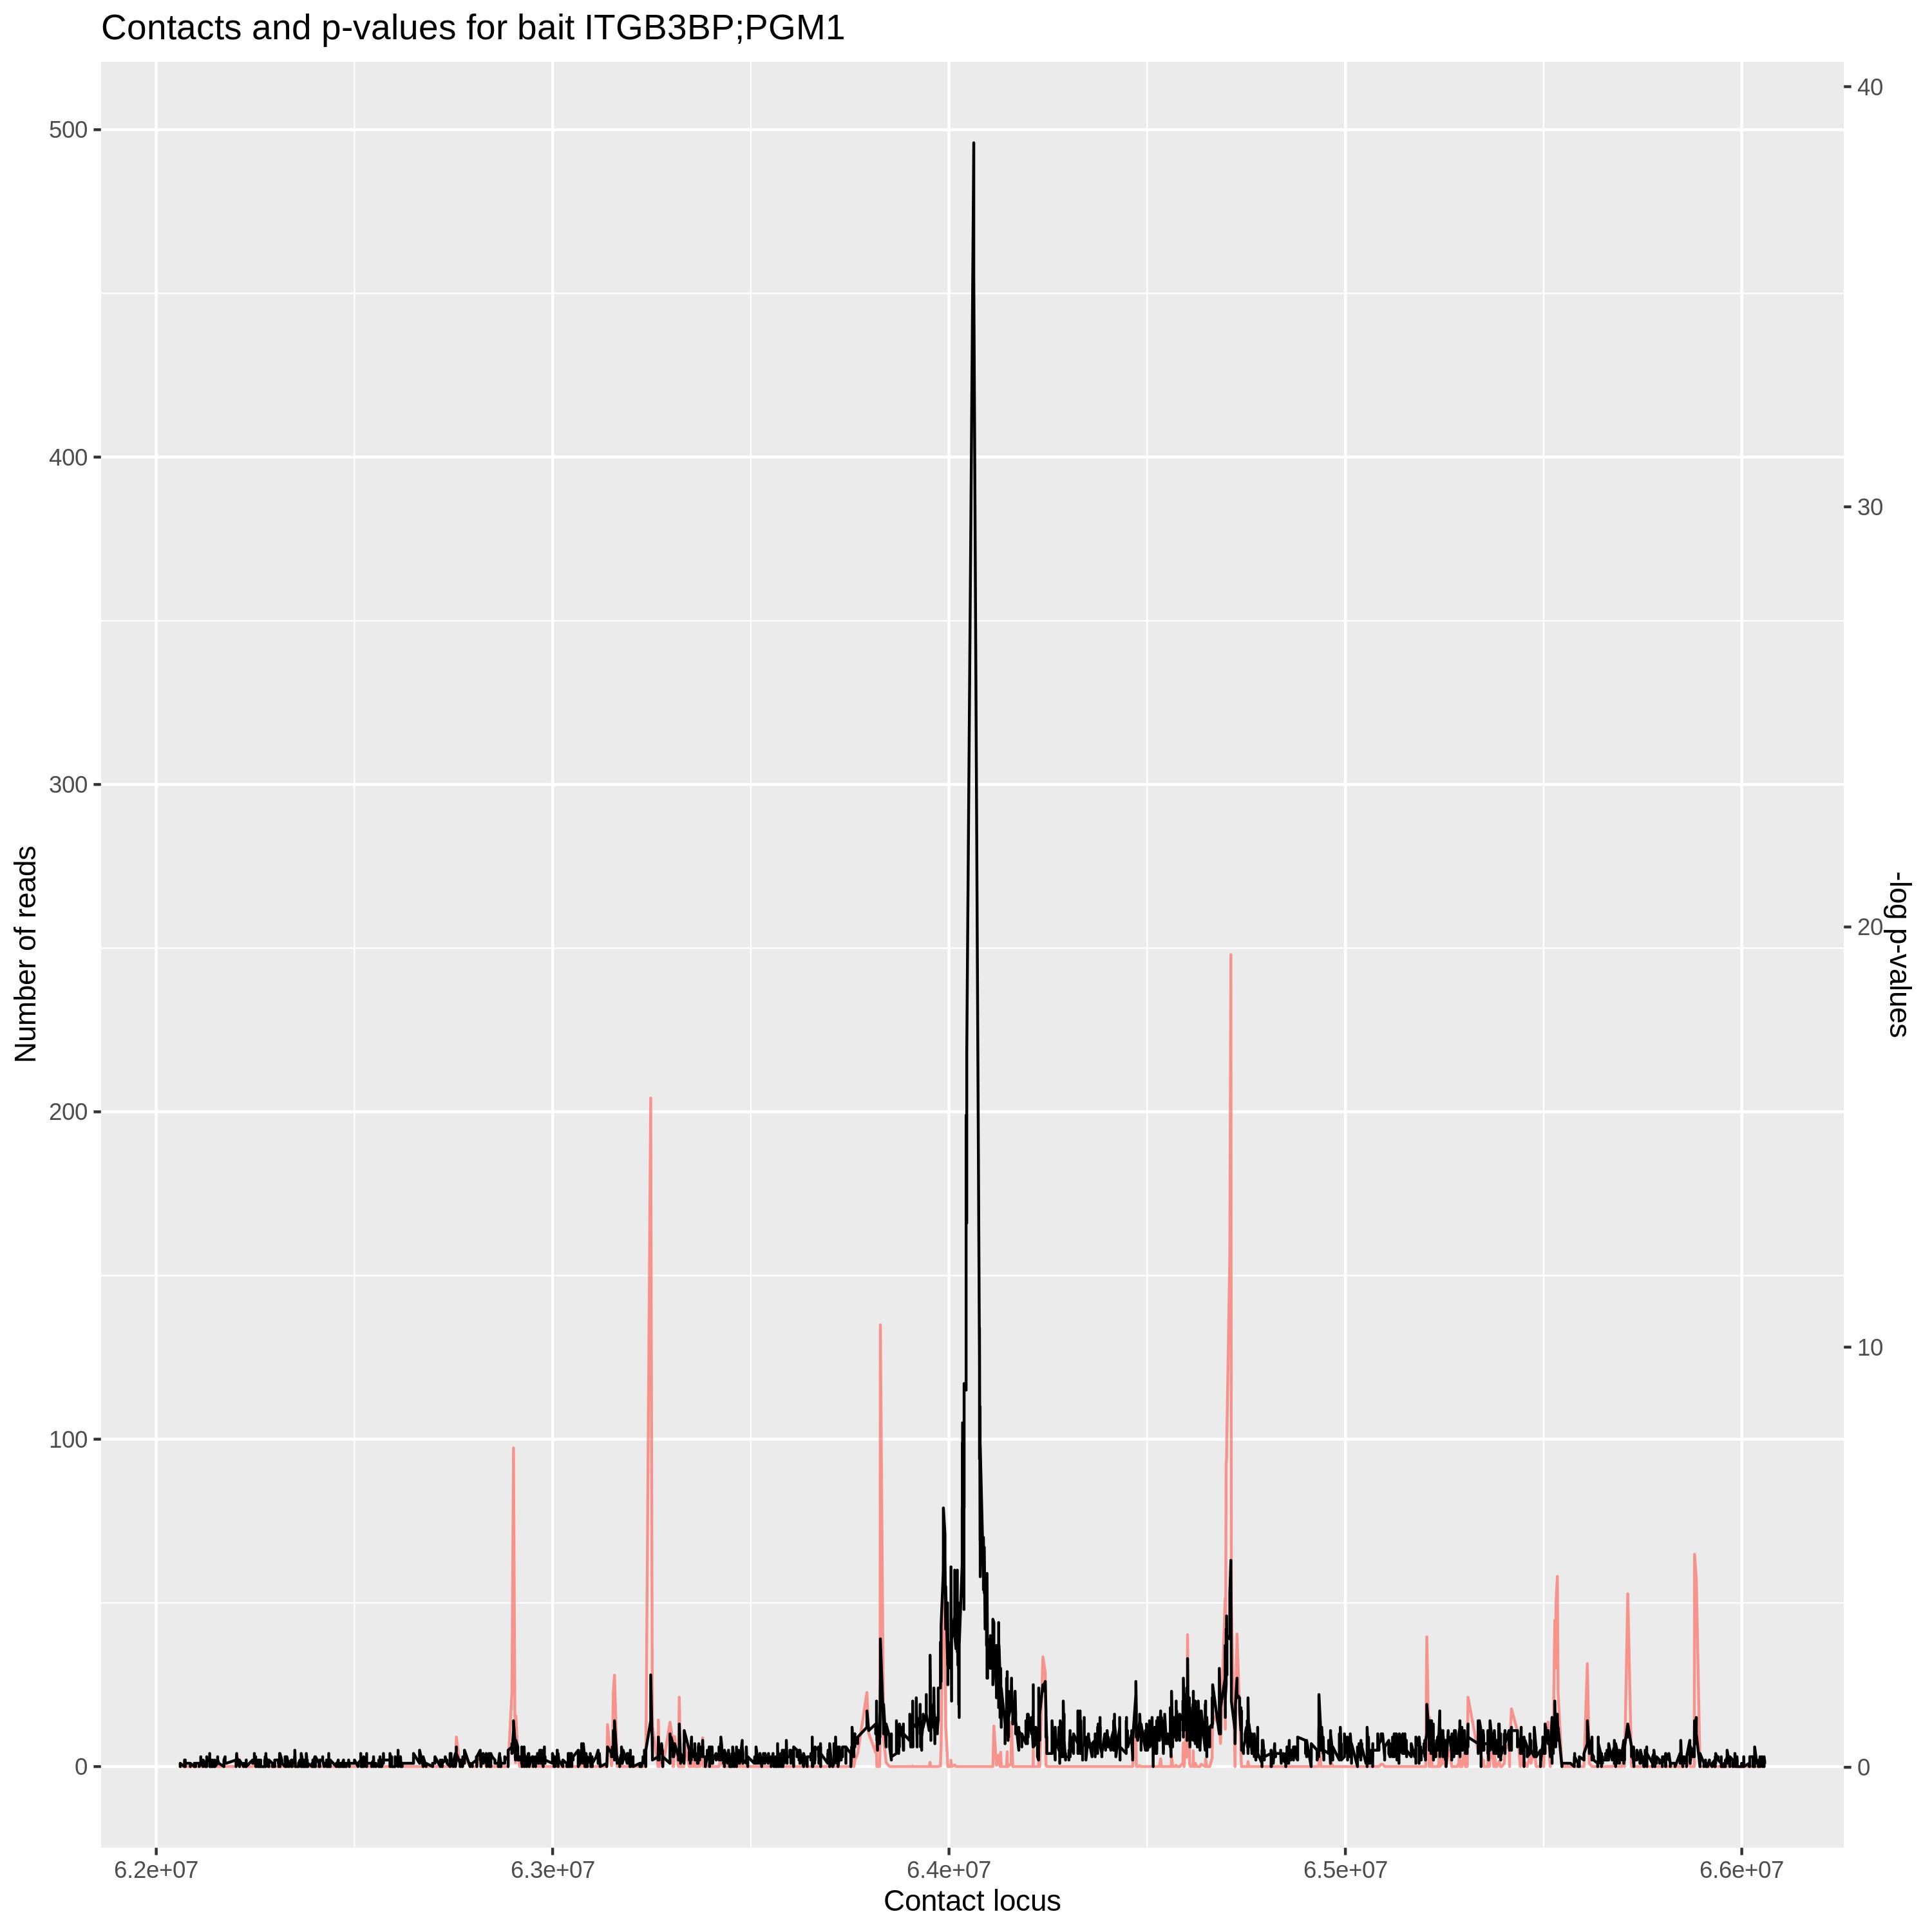 Contacts and p-values for bait ITGB3BP;PGM1
500
400
300
200
100
0
Number of reads
40
30
20
10
0
-log p-values
6.2e+07
6.3e+07
6.4e+07
6.5e+07
6.6e+07
Contact locus